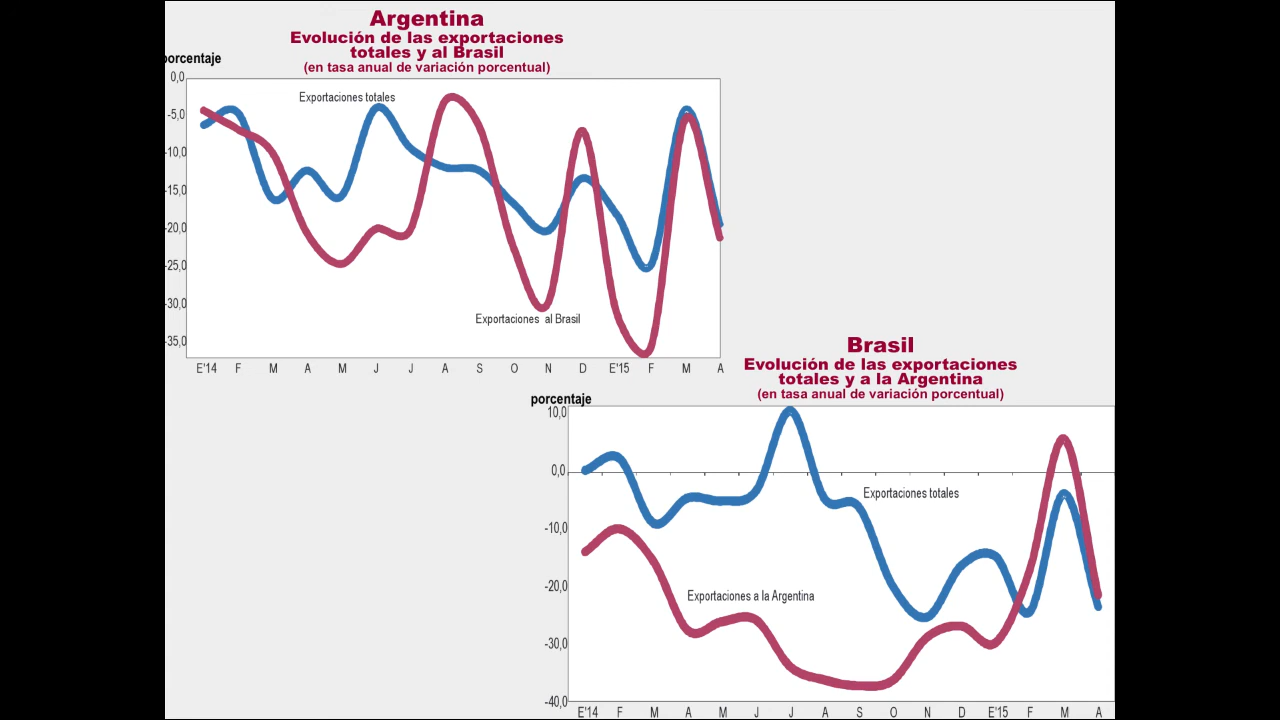 Argentina
Evolución de las exportaciones
totales y al Brasil
(en tasa anual de variación porcentual)
porcentaje
0,0
Exportaciones totales
-5,0
-10,0
-15,0
-20,0
-25,0
-30,0
Exportaciones al Brasil
-35,0
E'14 F M A M J J A S O N D E'15 F M A
Brasil
Evolución de las exportaciones
totales y a la Argentina
(en tasa anual de variación porcentual)
porcentaje
10,0
0,0
Exportaciones totales
-10,0
-20,0
Exportaciones a la Argentina
-30,0
-40,0
E'14 F M A M J J A S O N D E'15 F M A